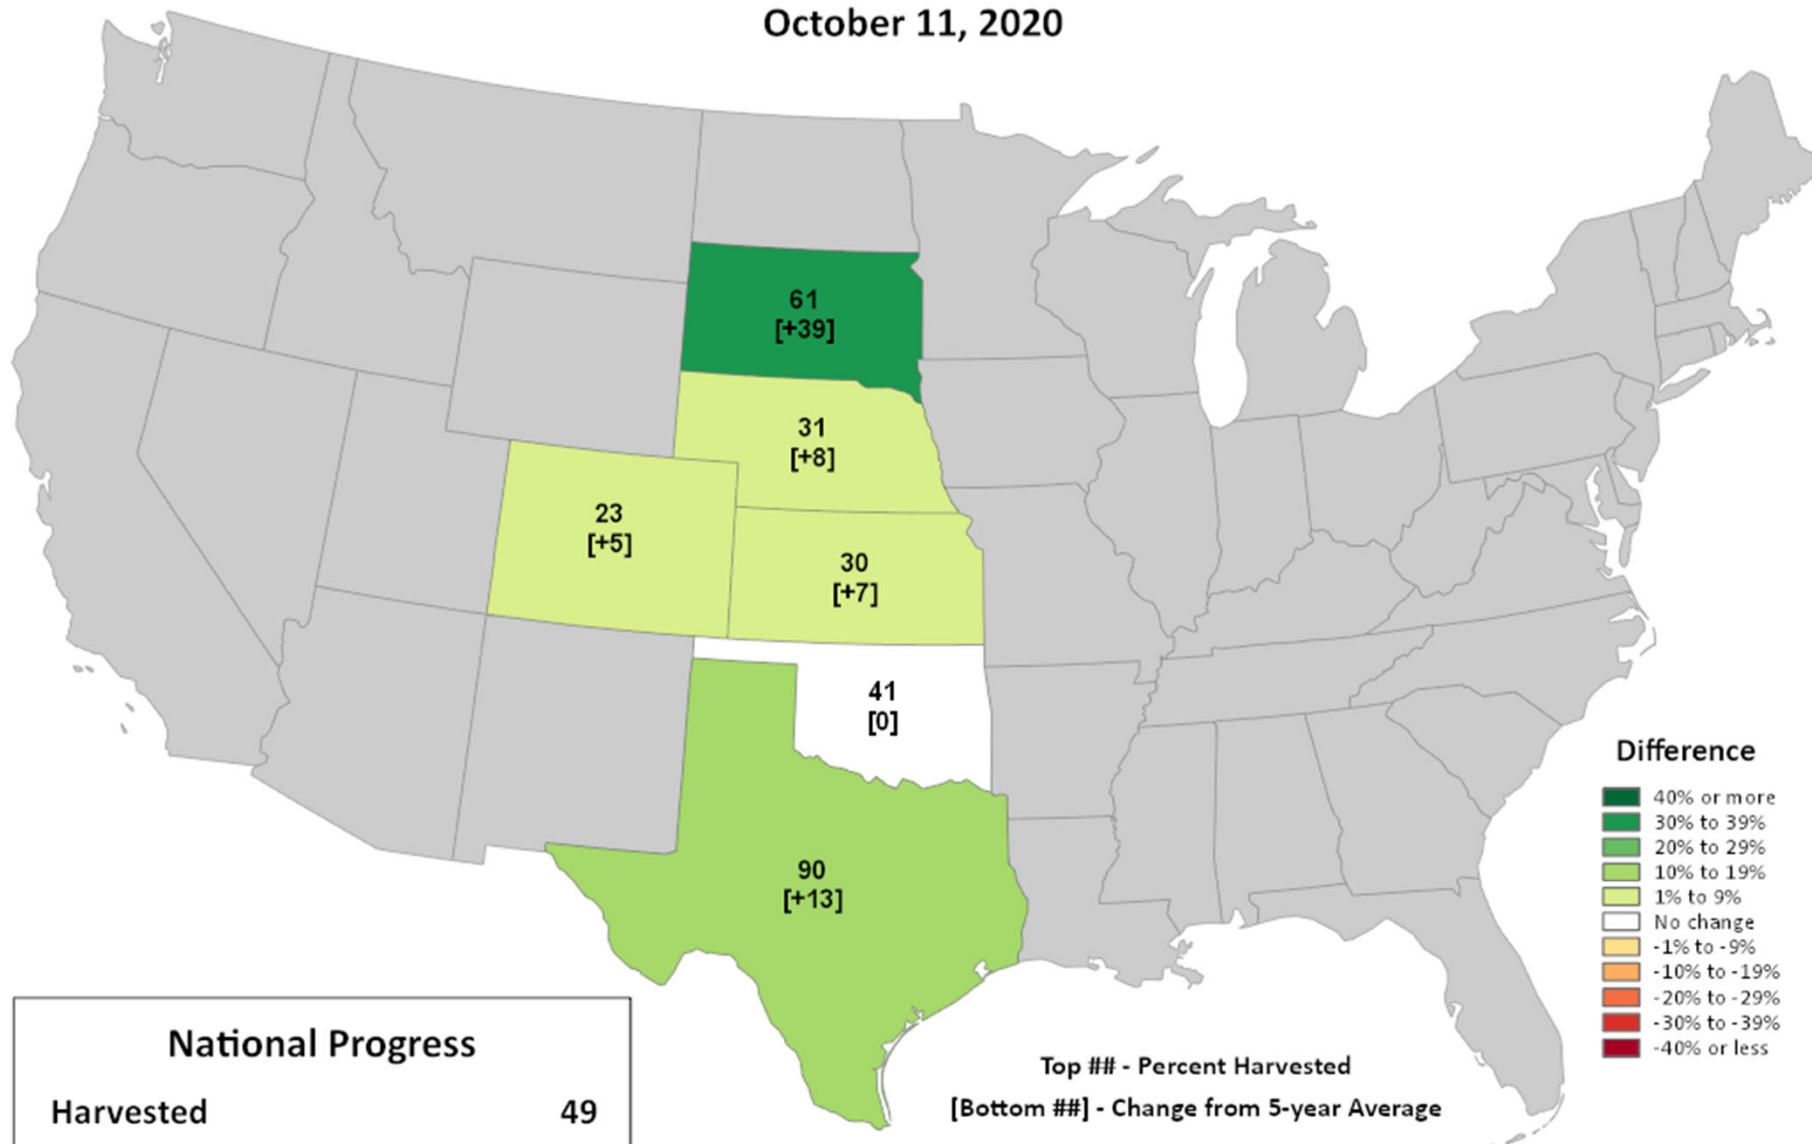 October 11, 2020
61
[+39]
31
[+8]
23
[+5]
30
[+7]
41
[0]
90
[+13]
Difference
40% or more
30% to 39%
20% to 29%
10% to 19%
1% to 9%
No change
-1% to -9%
-10% to -19%
-20% to -29%
-30% to -39%
-40% or less
National Progress
Harvested 49
Top ## - Percent Harvested
[Bottom ##] - Change from 5-year Average